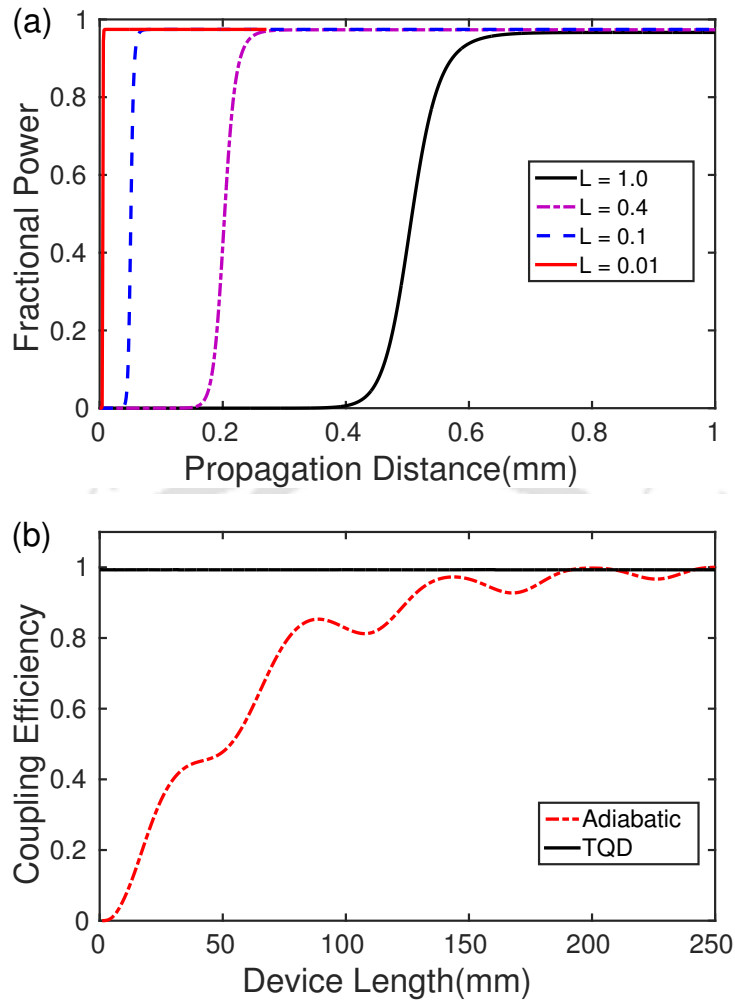 (a)
1
0.8
0.6
0.4
0.2
0
Fractional Power
L = 1.0
L = 0.4
L = 0.1
L = 0.01
0 0.2 0.4 0.6 0.8 1
Propagation Distance(mm)
(b)
1
0.8
0.6
0.4
0.2
0
Coupling Efficiency
Adiabatic
TQD
0 50 100 150 200 250
Device Length(mm)